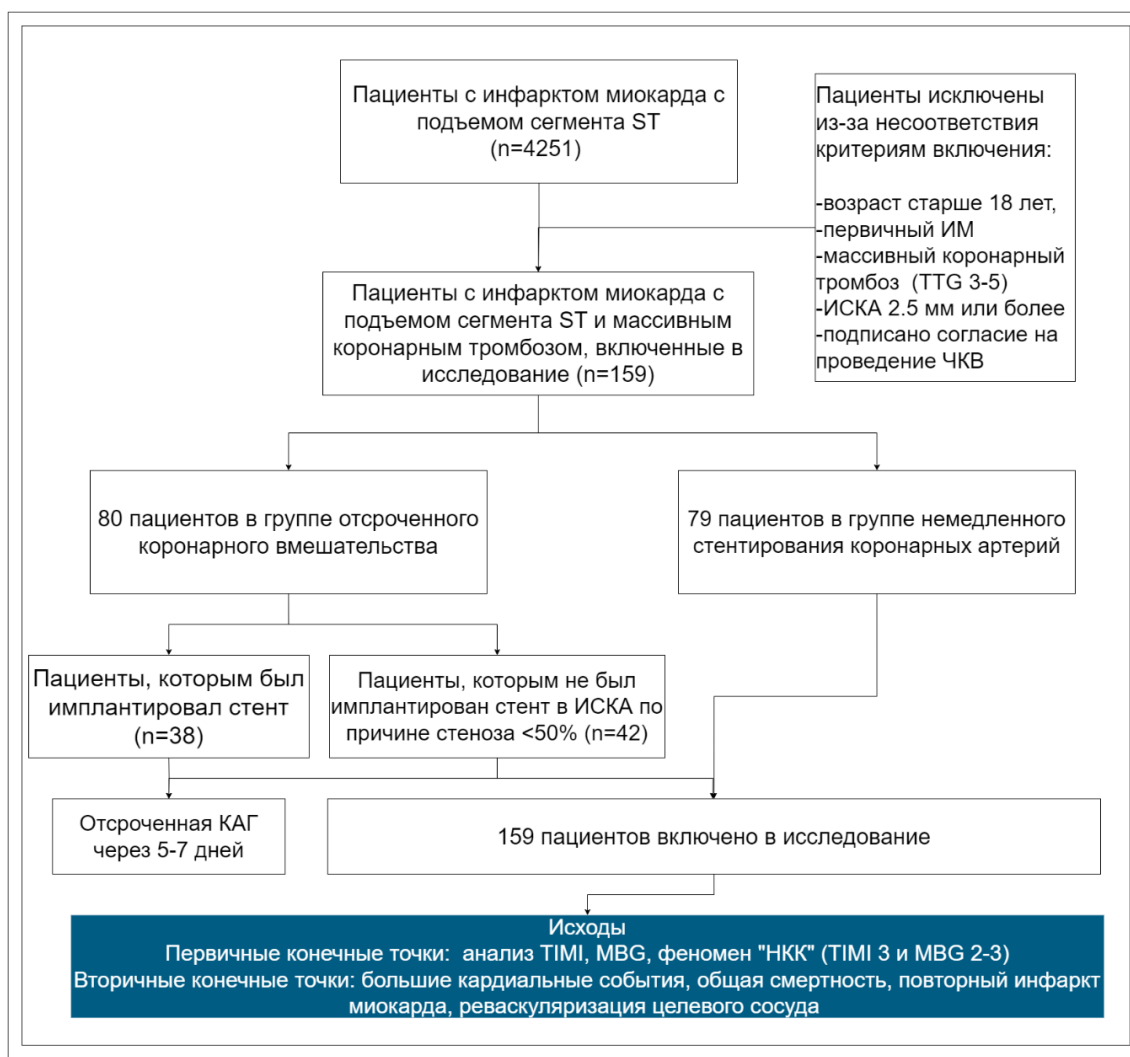 Пациенты с инфарктом миокарда с
подъемом сегмента ST
(n=4251)
Пациенты исключены
из-за несоответствия
критериям включения:
-возраст старше 18 лет,
-первичный ИМ
-массивный коронарный
тромбоз (TTG 3-5)
-ИСКА 2.5 мм или более
-подписано согласие на
проведение ЧКВ
Пациенты с инфарктом миокарда с
подъемом сегмента ST и массивным
коронарным тромбозом, включенные в
исследование (n=159)
80 пациентов в группе отсроченного
коронарного вмешательства
79 пациентов в группе немедленного
стентирования коронарных артерий
Пациенты, которым был
имплантировал стент
(n=38)
Пациенты, которым не был
имплантирован стент в ИСКА по
причине стеноза <50% (n=42)
Отсроченная КАГ
через 5-7 дней
159 пациентов включено в исследование
Исходы
Первичные конечные точки: анализ TIMI, MBG, феномен "НКК" (TIMI 3 и MBG 2-3)
Вторичные конечные точки: большие кардиальные события, общая смертность, повторный инфаркт
миокарда, реваскуляризация целевого сосуда